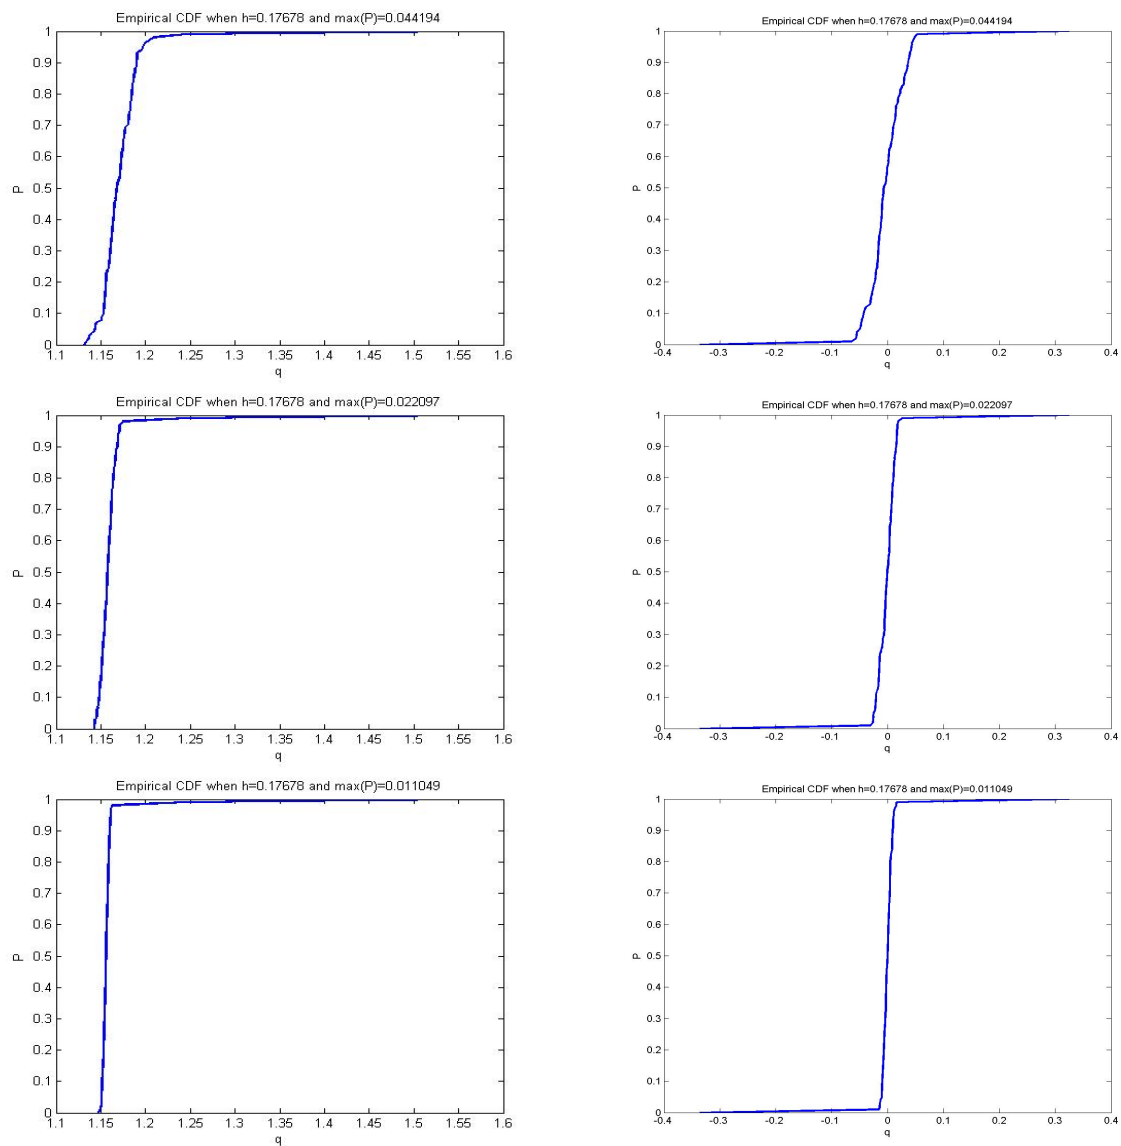 Empirical CDF when h=0.17678 and max(P)=0.044194
1
0.9
0.8
0.7
0.6
P 0.5
0.4
0.3
0.2
0.1
0
1.1 1.15 1.2 1.25 1.3 1.35 1.4 1.45 1.5 1.55 1.6
q
Empirical CDF when h=0.17678 and max(P)=0.044194
1
0.9
0.8
0.7
0.6
P 0.5
0.4
0.3
0.2
0.1
0
-0.4 -0.3 -0.2 -0.1 0 0.1 0.2 0.3 0.4
q
Empirical CDF when h=0.17678 and max(P)=0.022097
1
0.9
0.8
0.7
0.6
P 0.5
0.4
0.3
0.2
0.1
0
1.1 1.15 1.2 1.25 1.3 1.35 1.4 1.45 1.5 1.55 1.6
q
Empirical CDF when h=0.17678 and max(P)=0.022097
1
0.9
0.8
0.7
0.6
P 0.5
0.4
0.3
0.2
0.1
0
-0.4 -0.3 -0.2 -0.1 0 0.1 0.2 0.3 0.4
q
Empirical CDF when h=0.17678 and max(P)=0.011049
1
0.9
0.8
0.7
0.6
P 0.5
0.4
0.3
0.2
0.1
0
1.1 1.15 1.2 1.25 1.3 1.35 1.4 1.45 1.5 1.55 1.6
q
Empirical CDF when h=0.17678 and max(P)=0.011049
1
0.9
0.8
0.7
0.6
P 0.5
0.4
0.3
0.2
0.1
0
-0.4 -0.3 -0.2 -0.1 0 0.1 0.2 0.3 0.4
q